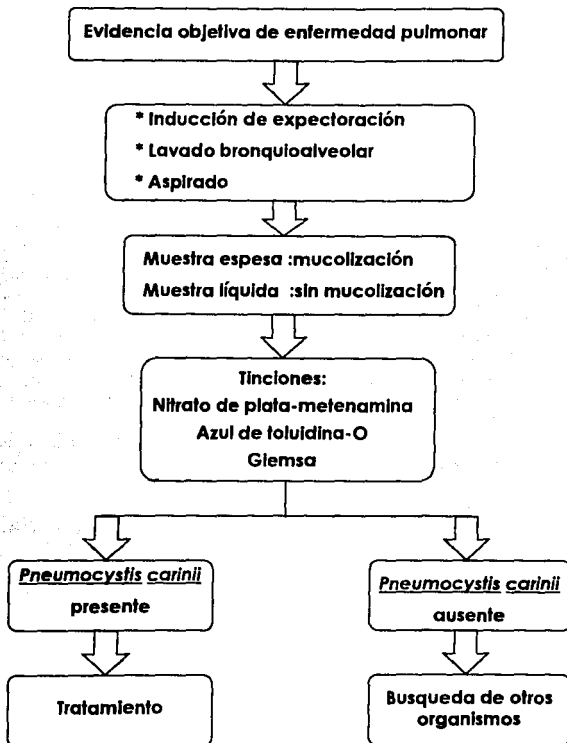 Evidencia objetiva de enfermedad pulmonar
* Inducción de expectoración
* Lavado bronquioalveolar
* Aspirado
Muestra espesa :mucolización
Muestra líquida :sin mucolización
Tinciones:
Nitrato de plata-metenamina
Azul de toluidina-O
Giemsa
Pneumocystis carinii
presente
Pneumocystis carinii
ausente
Tratamiento
Busqueda de otros
organismos